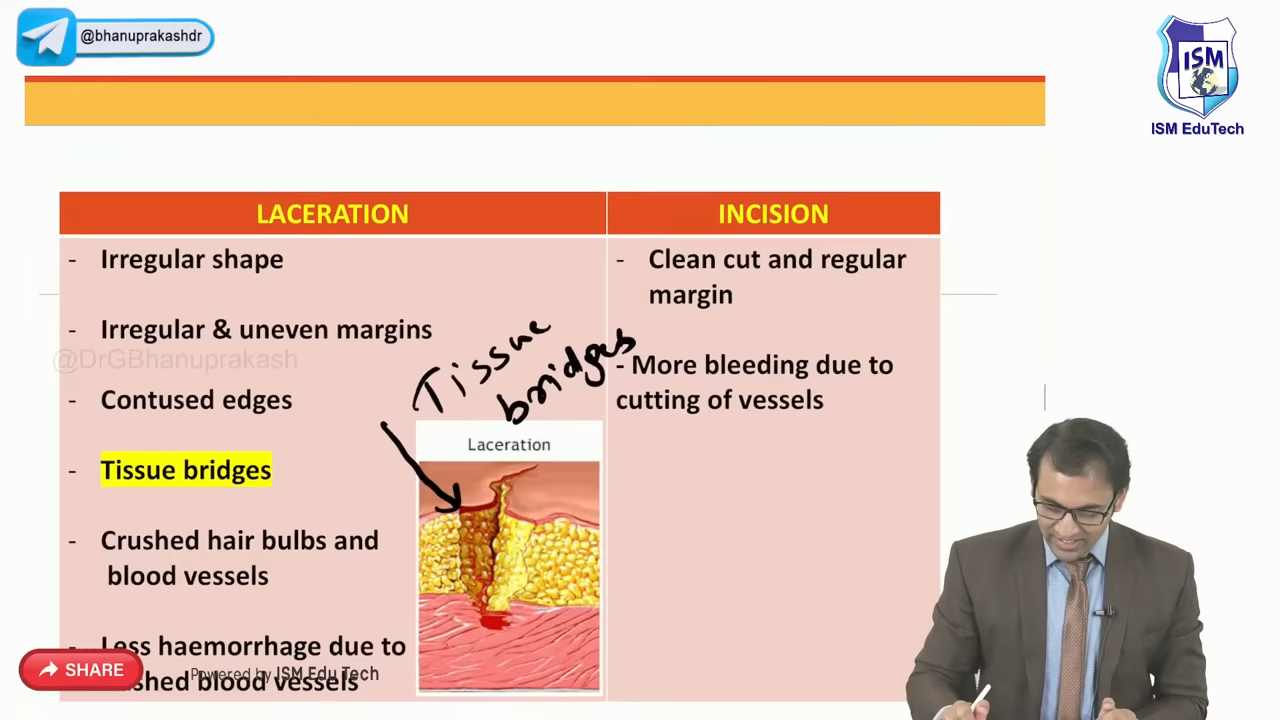 @bhanuprakashdr
ISM
ISM EduTech
LACERATION
INCISION
- Irregular shape
- Irregular & uneven margins
@DrGBhanuprakash
- Contused edges
- Tissue bridges
- Crushed hair bulbs and
blood vessels
- Less haemorrhage due to
shed blood vessels
Tissue
bridges
Laceration
- Clean cut and regular
margin
- More bleeding due to
cutting of vessels
SHARE
Powered by ISM Edu Tech